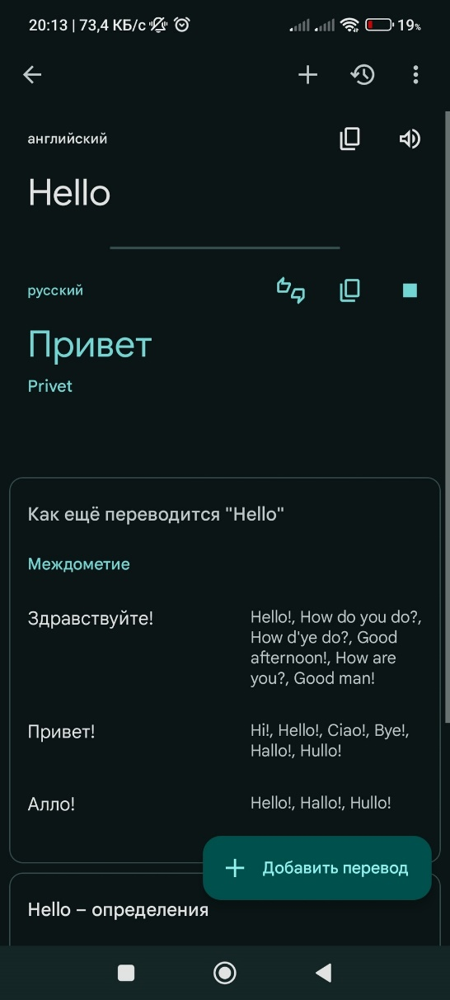 20:13 | 73,4 КБ/с 19%
английский
Hello
русский
Привет
Privet
Как ещё переводится "Hello"
Междометие
Здравствуйте!
Hello!, How do you do?,
How d'ye do?, Good
afternoon!, How are
you?, Good man!
Привет!
Hi!, Hello!, Ciao!, Bye!,
Hallo!, Hullo!
Алло!
Hello!, Hallo!, Hullo!
Добавить перевод
Hello – определения